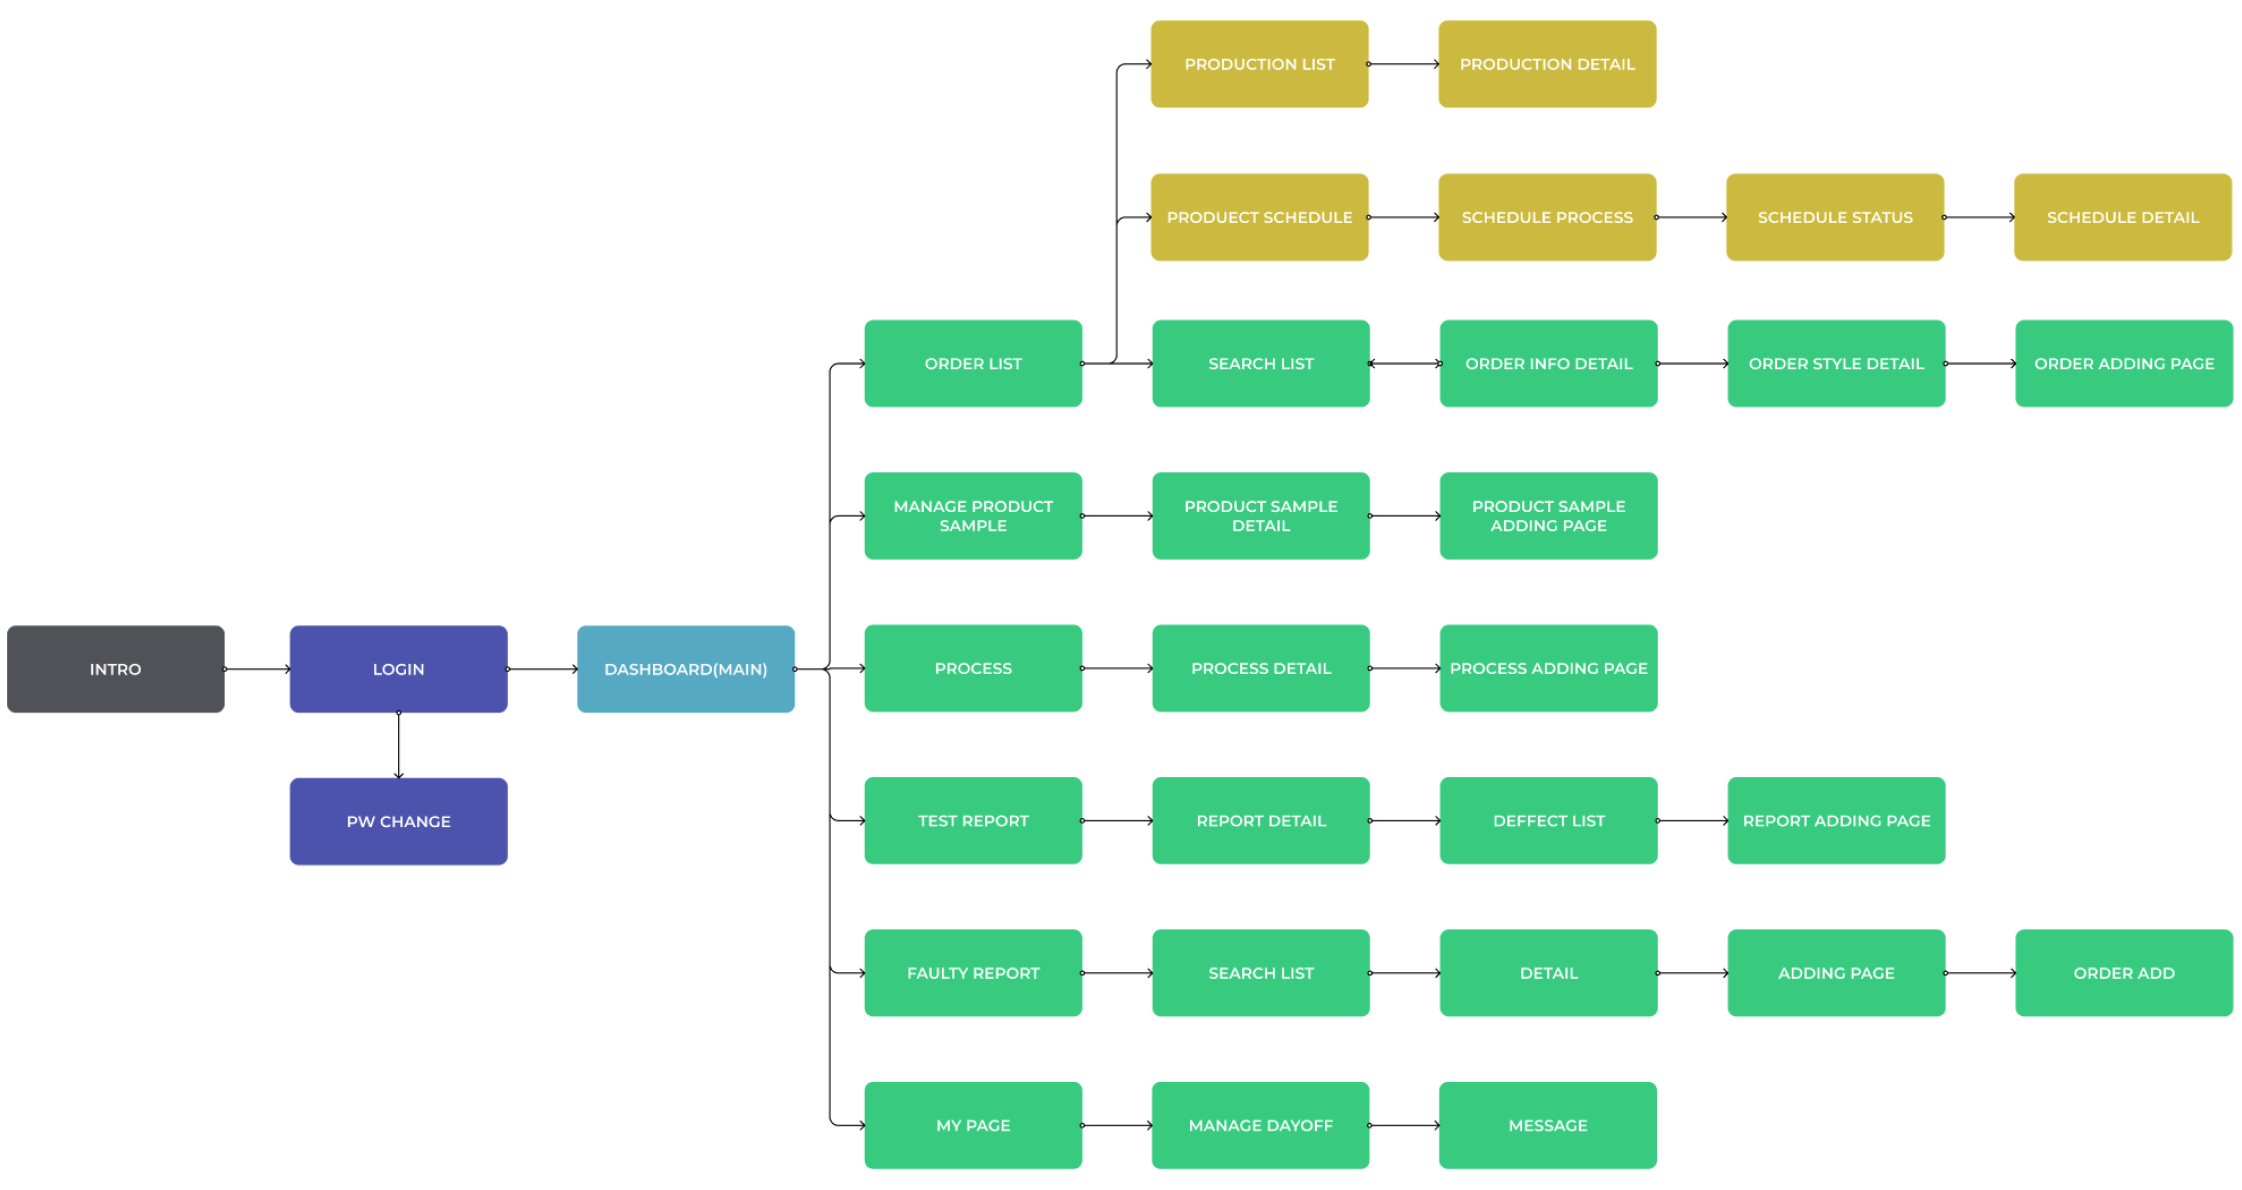 PRODUCTION LIST
PRODUCTION DETAIL
PRODUECT SCHEDULE
SCHEDULE PROCESS
SCHEDULE STATUS
SCHEDULE DETAIL
ORDER LIST
SEARCH LIST
ORDER INFO DETAIL
ORDER STYLE DETAIL
ORDER ADDING PAGE
MANAGE PRODUCT
SAMPLE
PRODUCT SAMPLE
DETAIL
PRODUCT SAMPLE
ADDING PAGE
INTRO
LOGIN
DASHBOARD(MAIN)
PROCESS
PROCESS DETAIL
PROCESS ADDING PAGE
PW CHANGE
TEST REPORT
REPORT DETAIL
DEFFECT LIST
REPORT ADDING PAGE
FAULTY REPORT
SEARCH LIST
DETAIL
ADDING PAGE
ORDER ADD
MY PAGE
MANAGE DAYOFF
MESSAGE